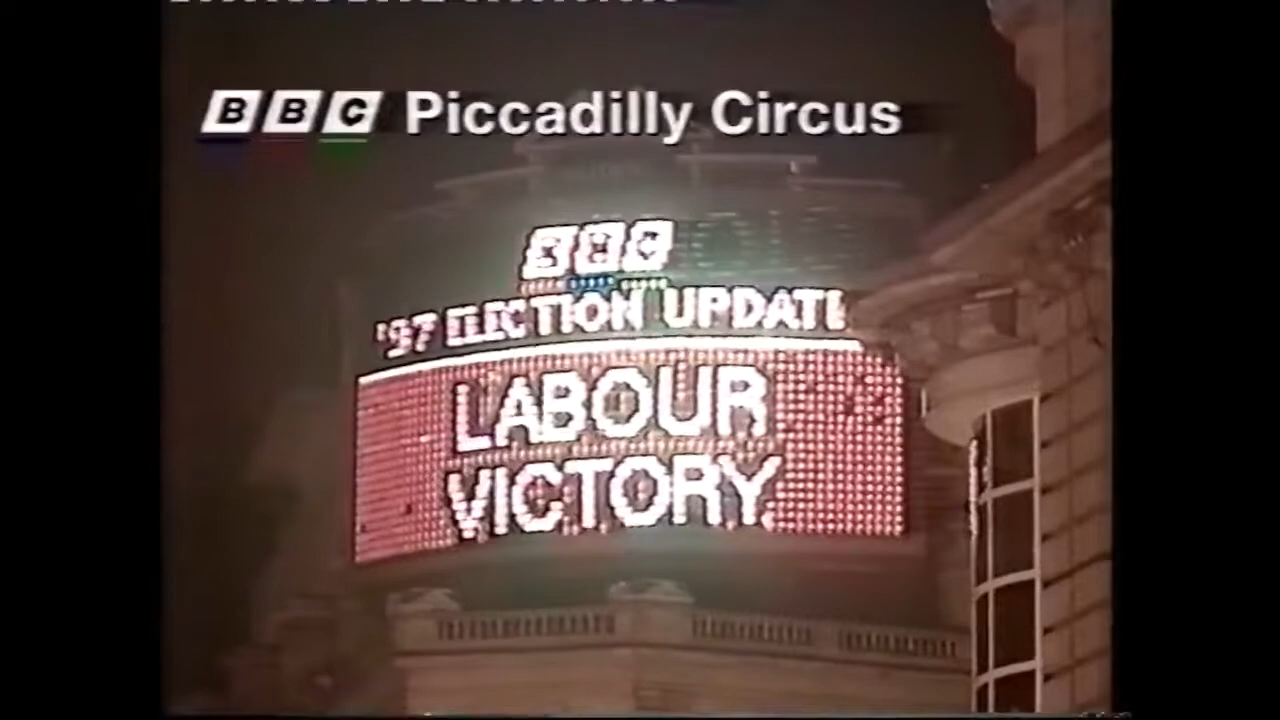 BBC Piccadilly Circus
BBC
'97 ELECTION UPDATE
LABOUR
VICTORY